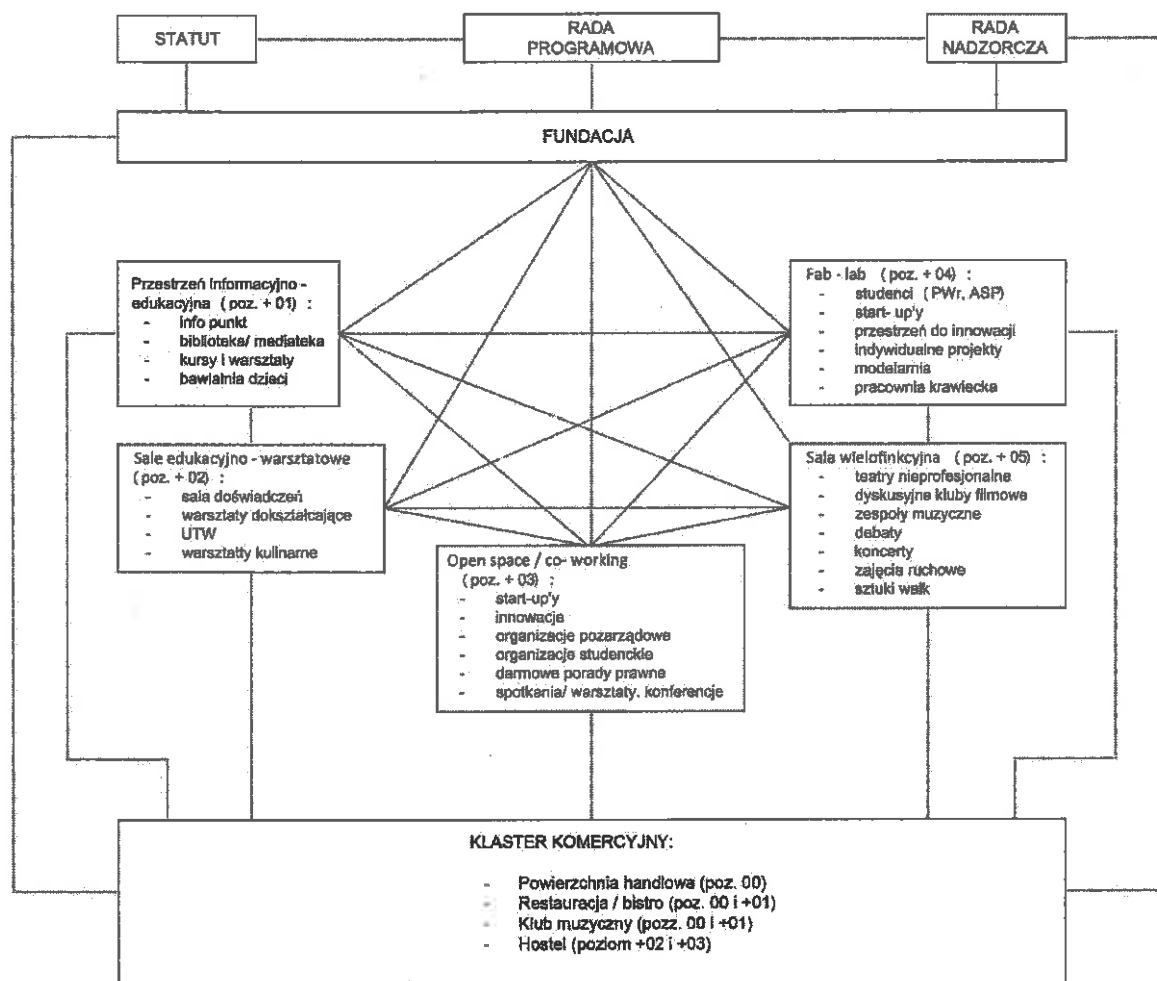 STATUT
RADA
PROGRAMOWA
RADA
NADZORCZA
FUNDACJA
Przestrzeń informacyjno -
edukacyjna (poz. + 01) :
- info punkt
- biblioteka/ mediateka
- kursy i warsztaty
- bawialnia dzieci
Fab - lab (poz. + 04) :
- studenci (PWr, ASP)
- start- up'y
- przestrzeń do innowacji
- indywidualne projekty
- modelarnia
- pracownia krawiecka
Sale edukacyjno - warsztatowe
(poz. + 02) :
- sala doświadczeń
- warsztaty dokształcające
- UTW
- warsztatty kulinarne
Sala wielofinkcyjna (poz. + 05) :
- teatry nieprofesjonalne
- dyskusyjne kluby filmowe
- zespoły muzyczne
- debaty
- koncerty
- zajęcia ruchowe
- sztuki walk
Open space / co- working
(poz. + 03) :
- start-up'y
- innowacje
- organizacje pozarządowe
- organizacje studenckie
- darmowe porady prawne
- spotkania/ warsztaty. konferencje
KLASTER KOMERCYJNY:
- Powierzchnia handlowa (poz. 00)
- Restauracja / bistro (poz. 00 i +01)
- Klub muzyczny (pozz. 00 i +01)
- Hostel (poziom +02 i +03)